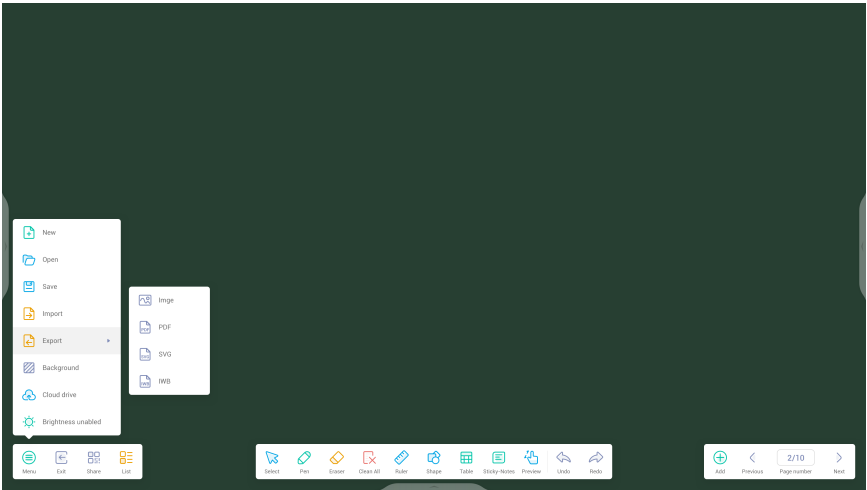 New
Open
Save
Import
Export
Background
Cloud drive
Brightness unabled
Imge
PDF
SVG
IWB
Menu
Exit
Share
List
Select
Pen
Eraser
Clean All
Ruler
Shape
Table
Sticky-Notes
Preview
Undo
Redo
Add
Previous
2/10
Page number
Next